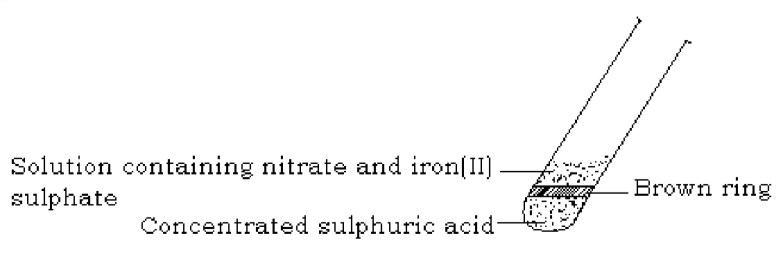 Solution containing nitrate and iron(II)
sulphate
Brown ring
Concentrated sulphuric acid